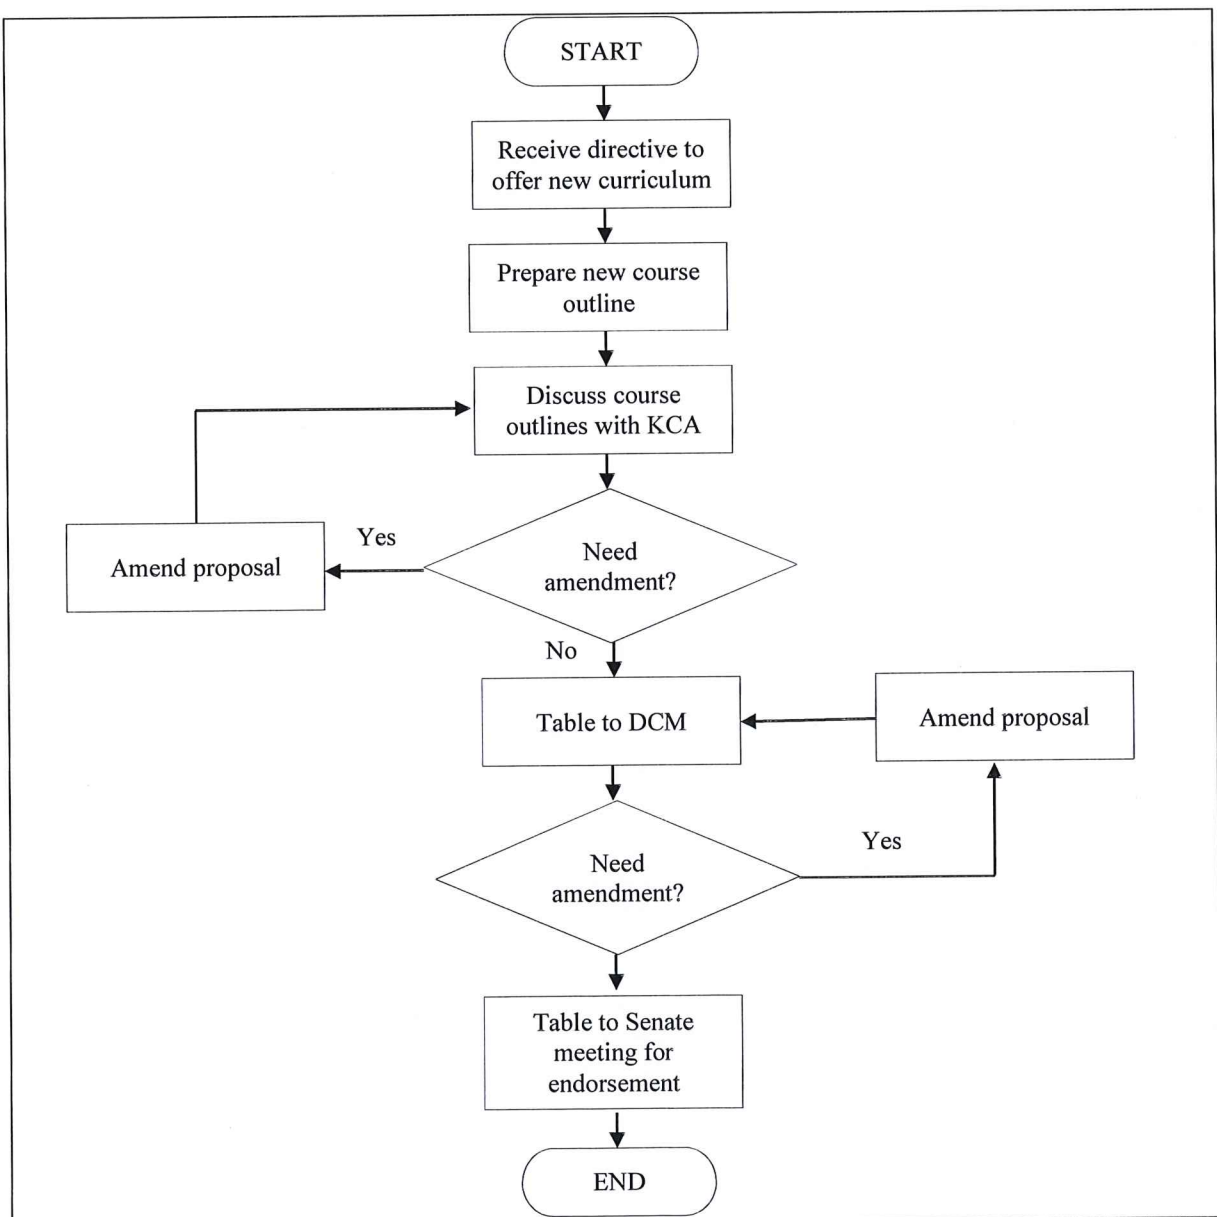 START
Receive directive to
offer new curriculum
Prepare new course
outline
Discuss course
outlines with KCA
Yes
Need
amendment?
Amend proposal
No
Table to DCM
Amend proposal
Yes
Need
amendment?
Table to Senate
meeting for
endorsement
END